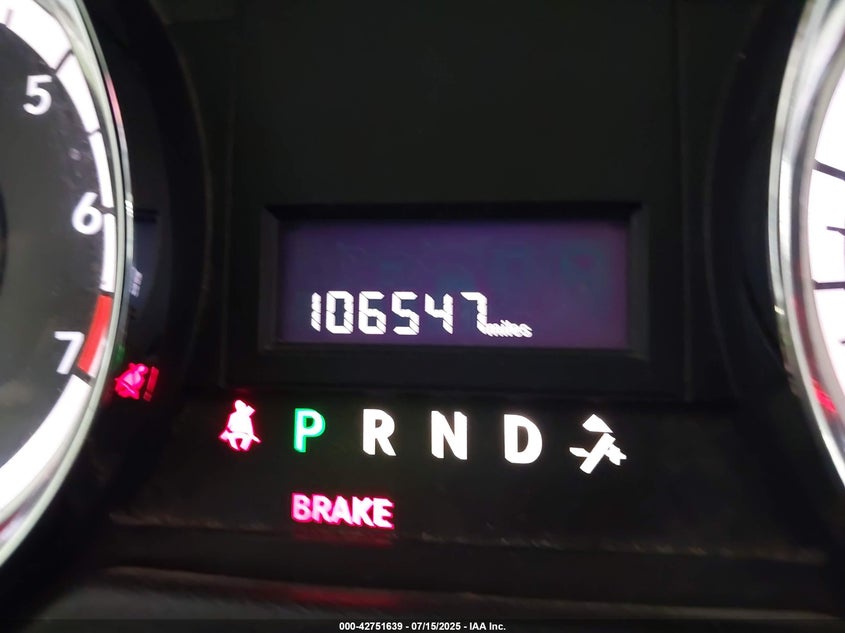 5
6
7
106547 miles
P R N D
BRAKE
000-42751639 - 07/15/2025 - IAA Inc.